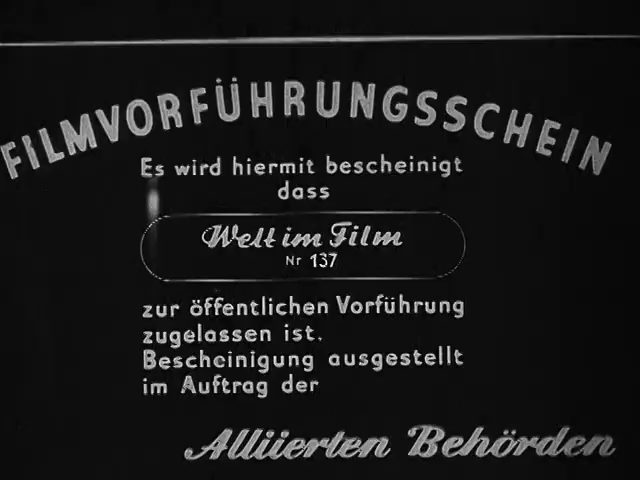 FILMVORFÜHRUNGSSCHEIN
Es wird hiermit bescheinigt
dass
Welt im Film
Nr 137
zur öffentlichen Vorführung
zugelassen ist.
Bescheinigung ausgestellt
im Auftrag der
Alliierten Behörden